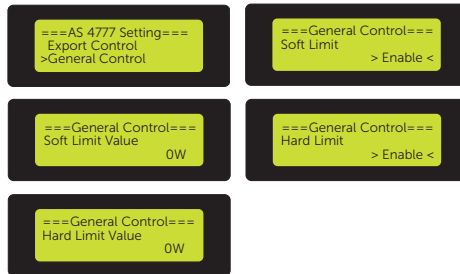 ===AS 4777 Setting===
Export Control
>General Control
===General Control===
Soft Limit
> Enable <
===General Control===
Soft Limit Value
0W
===General Control===
Hard Limit
> Enable <
===General Control===
Hard Limit Value
0W